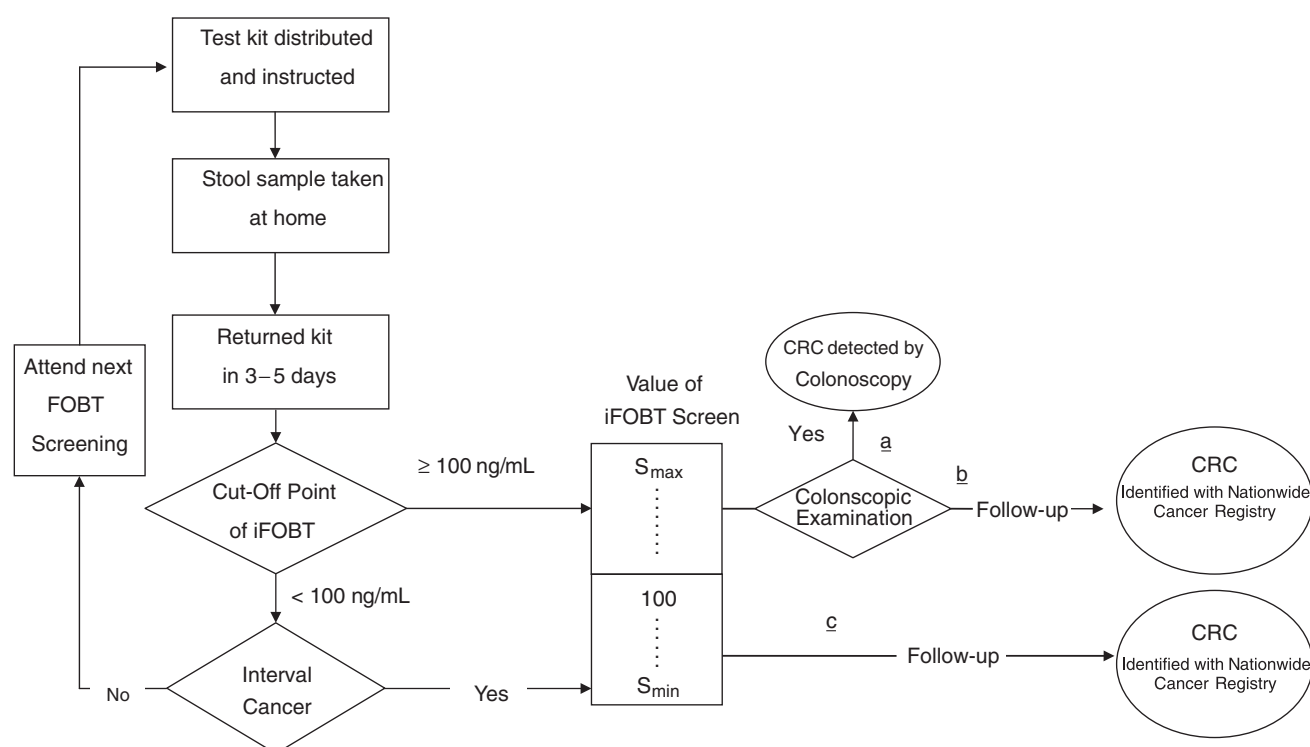 Test kit distributed
and instructed
Stool sample taken
at home
Returned kit
in 3–5 days
Attend next
FOBT
Screening
Cut-Off Point
of iFOBT
≥ 100 ng/mL
< 100 ng/mL
Interval
Cancer
No
Yes
Value of
iFOBT Screen
Smax
100
Smin
CRC detected by
Colonoscopy
Yes
a
Colonscopic
Examination
b
Follow-up
CRC
Identified with Nationwide
Cancer Registry
c
Follow-up
CRC
Identified with Nationwide
Cancer Registry